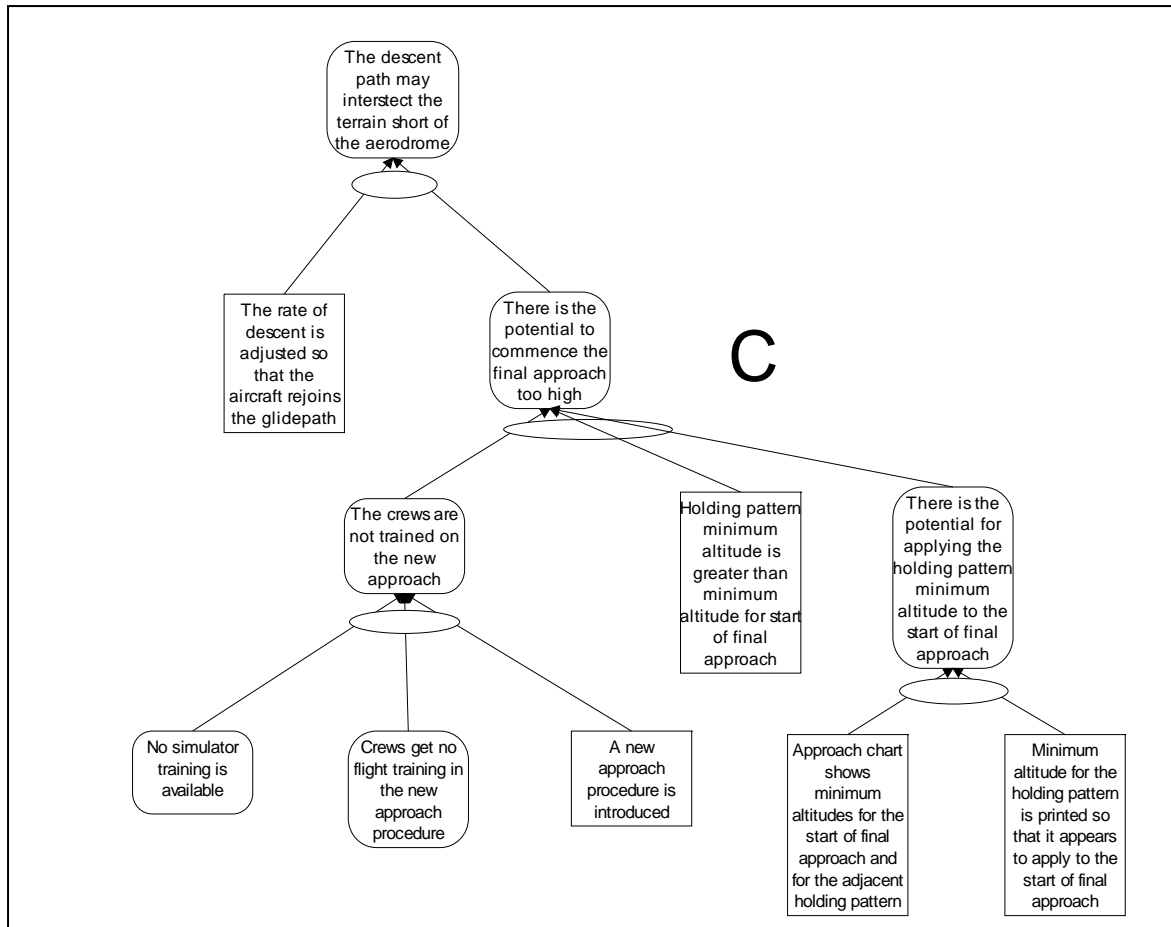 The descent
path may
interstect the
terrain short of
the aerodrome
The rate of
descent is
adjusted so
that the
aircraft rejoins
the glidepath
There is the
potential to
commence the
final approach
too high
C
The crews are
not trained on
the new
approach
Holding pattern
minimum
altitude is
greater than
minimum
altitude for start
of final
approach
There is the
potential for
applying the
holding pattern
minimum
altitude to the
start of final
approach
No simulator
training is
available
Crews get no
flight training in
the new
approach
procedure
A new
approach
procedure is
introduced
Approach chart
shows
minimum
altitudes for the
start of final
approach and
for the adjacent
holding pattern
Minimum
altitude for the
holding pattern
is printed so
that it appears
to apply to the
start of final
approach